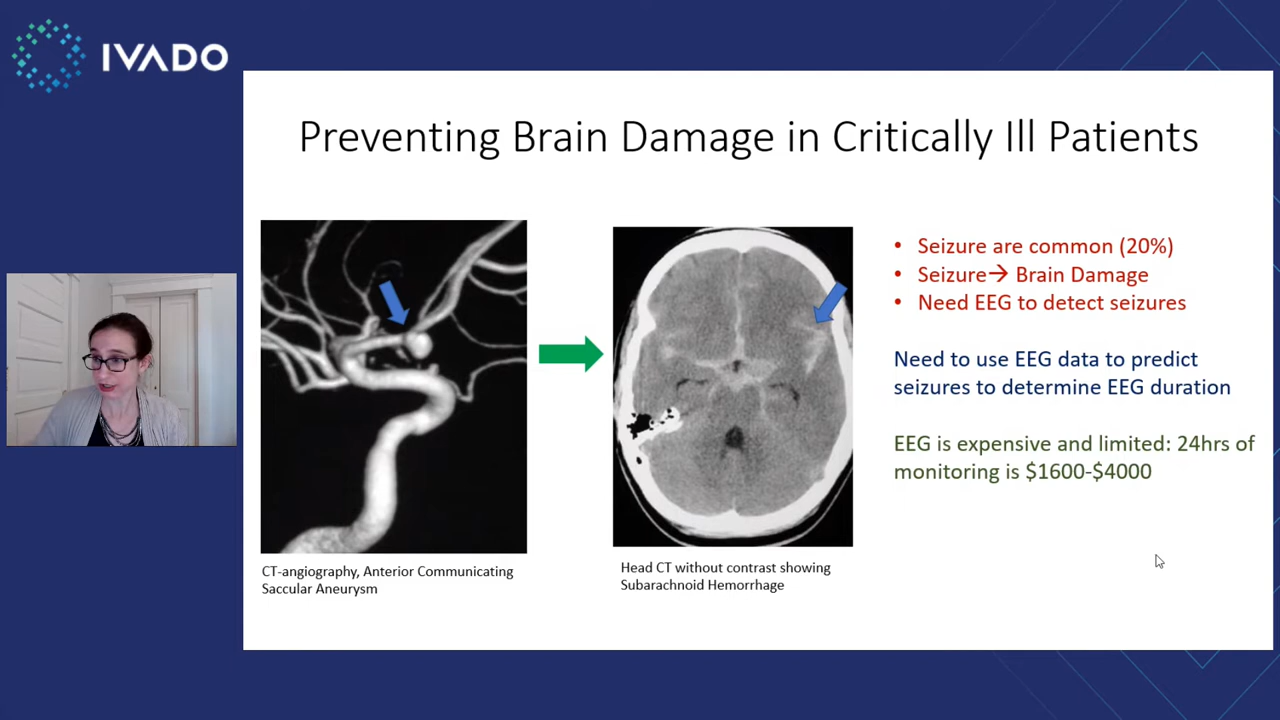 IVADO
Preventing Brain Damage in Critically Ill Patients
• Seizure are common (20%)
• Seizure→ Brain Damage
• Need EEG to detect seizures
Need to use EEG data to predict
seizures to determine EEG duration
EEG is expensive and limited: 24hrs of
monitoring is $1600-$4000
CT-angiography, Anterior Communicating
Saccular Aneurysm
Head CT without contrast showing
Subarachnoid Hemorrhage